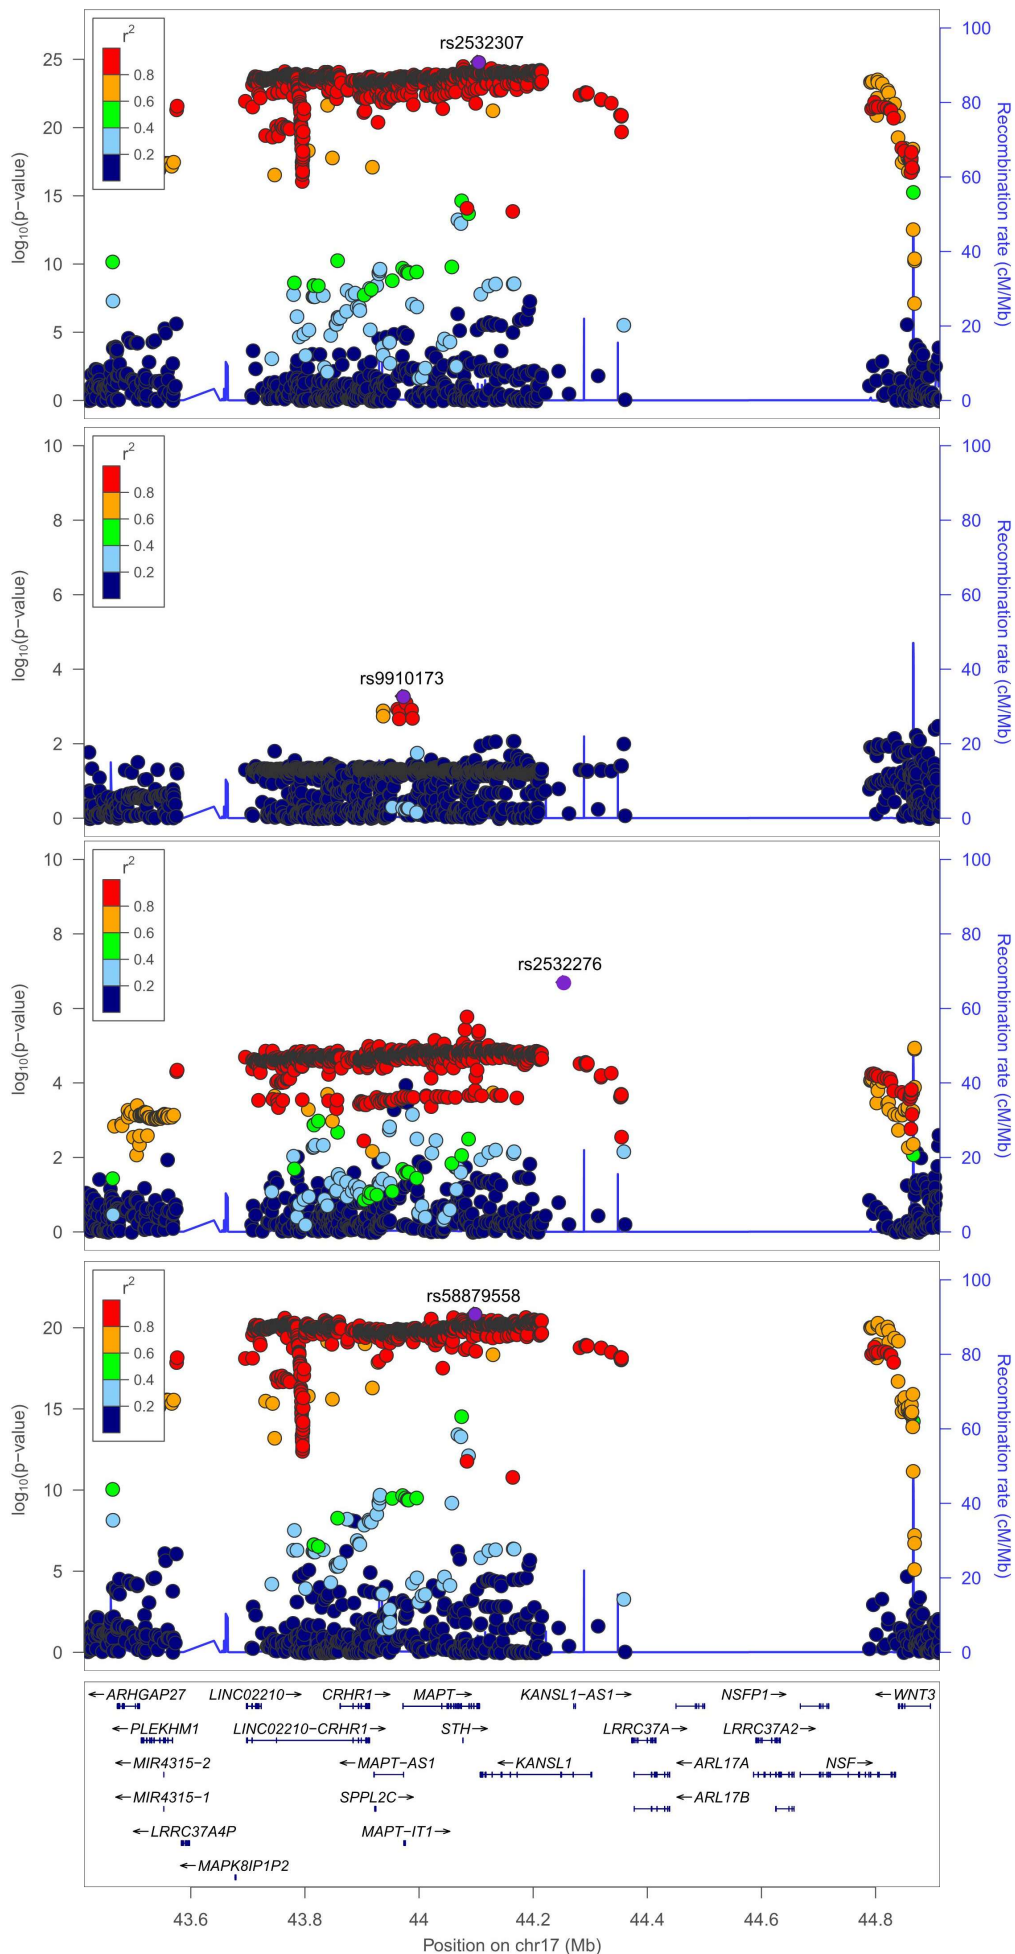 r2
0.8
0.6
0.4
0.2
rs2532307
25
20
15
10
5
0
100
80
60
40
20
0
log10(p−value)
Recombination rate (cM/Mb)
r2
0.8
0.6
0.4
0.2
rs9910173
10
8
6
4
2
0
100
80
60
40
20
0
log10(p−value)
Recombination rate (cM/Mb)
r2
0.8
0.6
0.4
0.2
rs2532276
10
8
6
4
2
0
100
80
60
40
20
0
log10(p−value)
Recombination rate (cM/Mb)
r2
0.8
0.6
0.4
0.2
rs58879558
20
15
10
5
0
100
80
60
40
20
0
log10(p−value)
Recombination rate (cM/Mb)
←ARHGAP27 LINC02210→ CRHR1→ MAPT→ KANSL1−AS1→ NSFP1→ ←WNT3
←PLEKHM1 LINC02210−CRHR1→ STH→ LRRC37A→ LRRC37A2→
←MIR4315−2 ←MAPT−AS1 ←KANSL1 ←ARL17A NSF→
←MIR4315−1 SPPL2C→ ←ARL17B
←LRRC37A4P MAPT−IT1→
←MAPK8IP1P2
43.6 43.8 44 44.2 44.4 44.6 44.8
Position on chr17 (Mb)